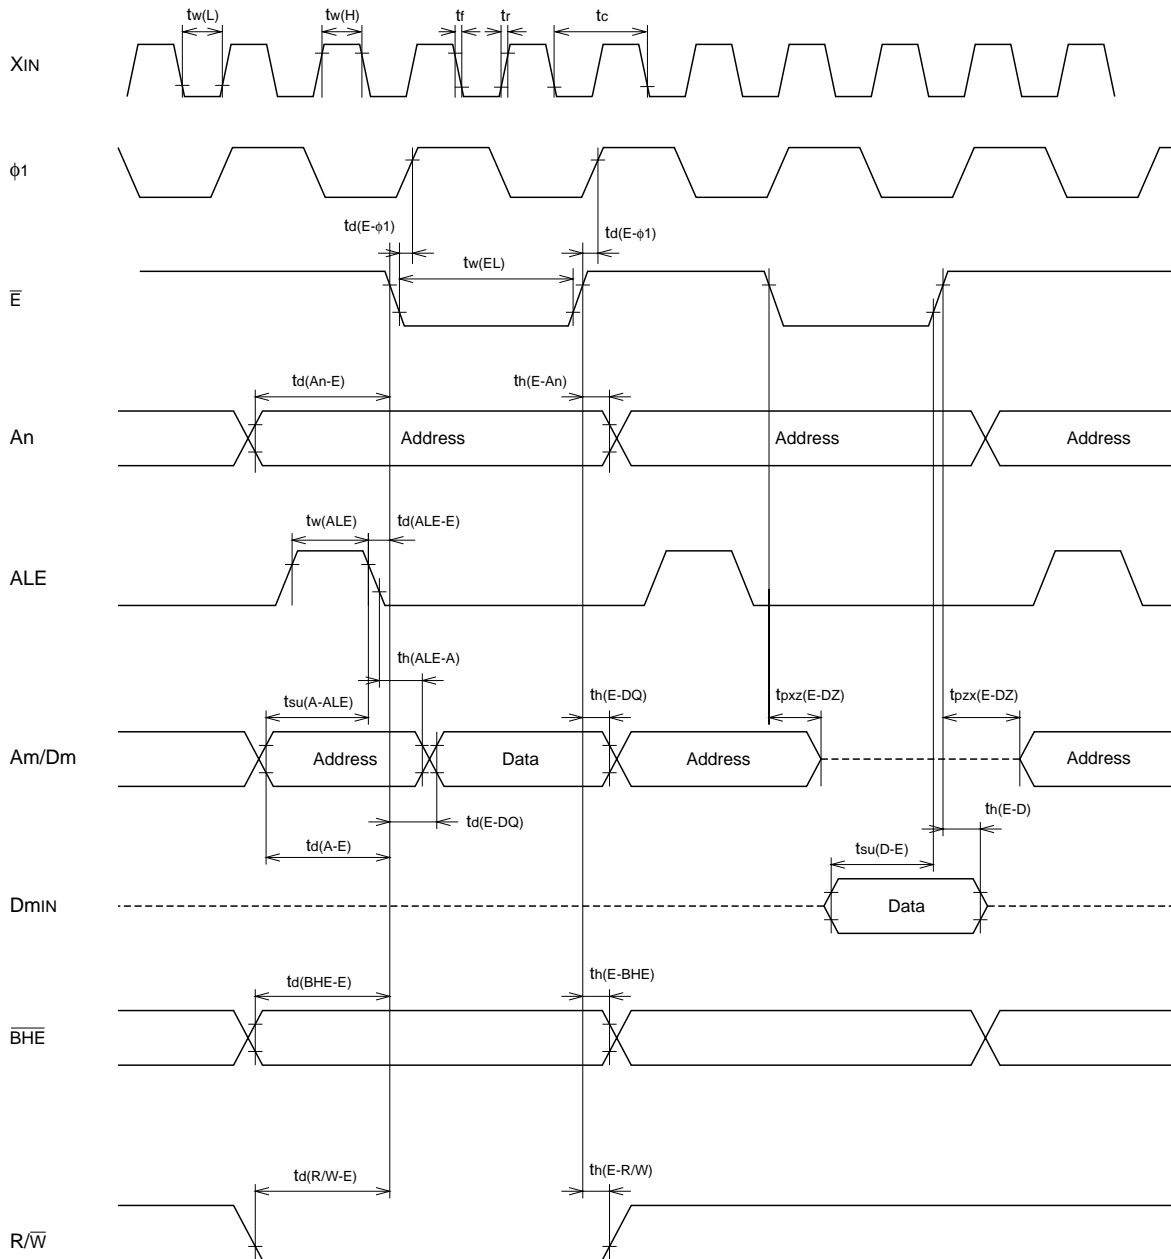 tw(L) tw(H) tf tr tc
XIN
ϕ1
td(E-ϕ1) td(E-ϕ1)
tw(EL)
E̅
td(An-E) th(E-An)
An Address Address Address
tw(ALE) td(ALE-E)
ALE
th(ALE-A)
tsu(A-ALE) th(E-DQ) tpxz(E-DZ) tpzx(E-DZ)
Am/Dm Address Data Address Address
td(E-DQ) th(E-D)
td(A-E) tsu(D-E)
DmIN Data
td(BHE-E) th(E-BHE)
B̅H̅E̅
td(R/W-E) th(E-R/W)
R/W̅